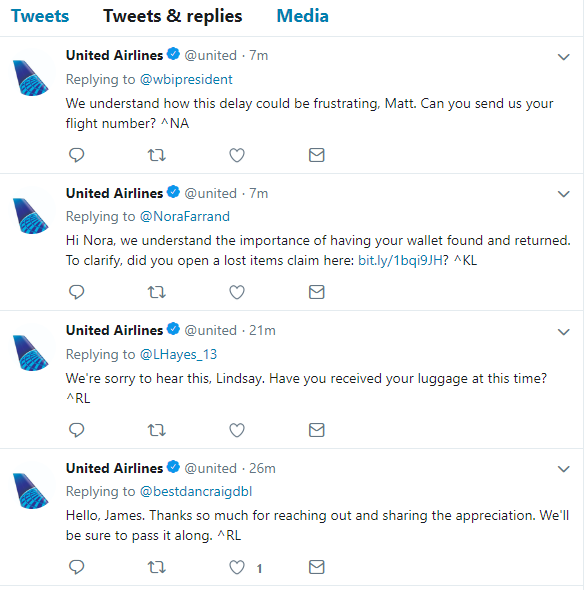 Tweets Tweets & replies Media
United Airlines @united · 7m
Replying to @wbipresident
We understand how this delay could be frustrating, Matt. Can you send us your
flight number? ^NA
United Airlines @united · 7m
Replying to @NoraFarrand
Hi Nora, we understand the importance of having your wallet found and returned.
To clarify, did you open a lost items claim here: bit.ly/1bqi9JH? ^KL
United Airlines @united · 21m
Replying to @LHayes_13
We're sorry to hear this, Lindsay. Have you received your luggage at this time?
^RL
United Airlines @united · 26m
Replying to @bestdancraigdbl
Hello, James. Thanks so much for reaching out and sharing the appreciation. We'll
be sure to pass it along. ^RL
1